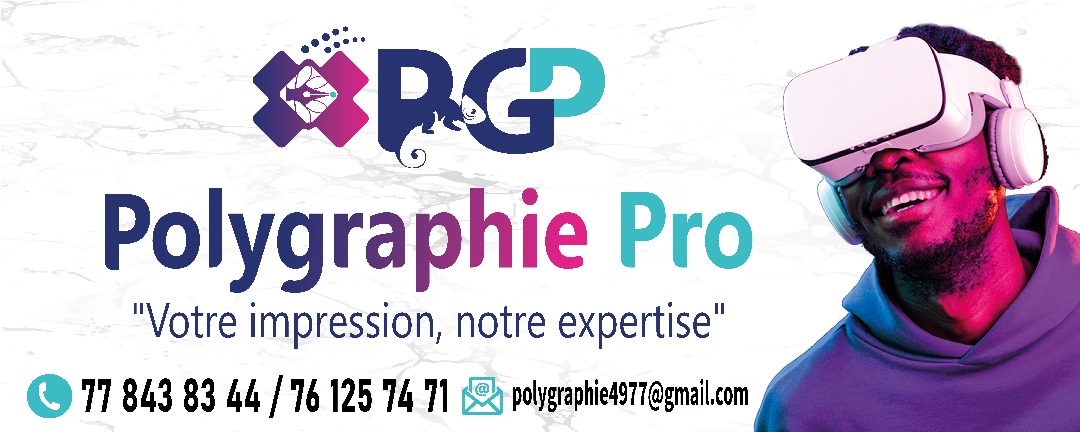 PGP
Polygraphie Pro
"Votre impression, notre expertise"
77 843 83 44 / 76 125 74 71 @ polygraphie4977@gmail.com